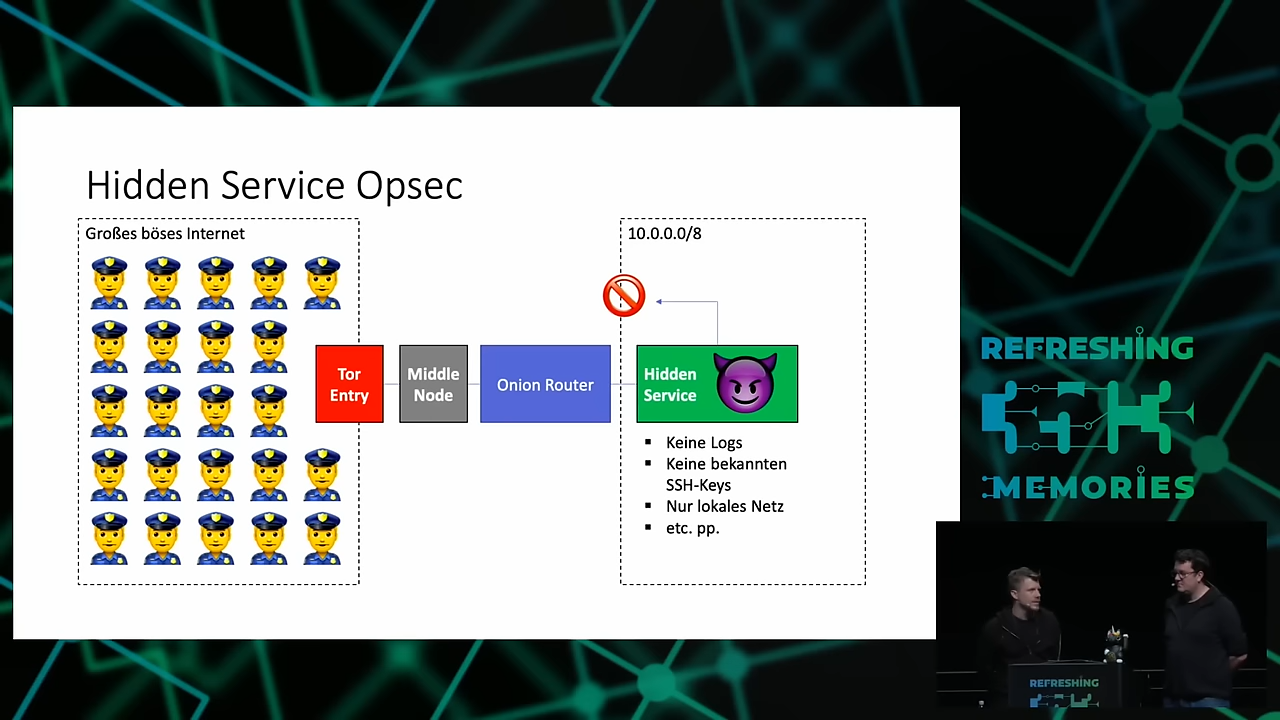 Hidden Service Opsec
Großes böses Internet
10.0.0.0/8
Tor
Entry
Middle
Node
Onion Router
Hidden
Service
▪ Keine Logs
▪ Keine bekannten
SSH-Keys
▪ Nur lokales Netz
▪ etc. pp.
REFRESHING
MEMORIES
REFRESHING